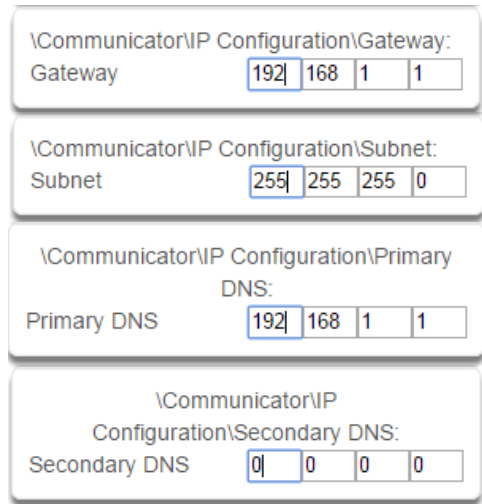 \Communicator\IP Configuration\Gateway:
Gateway 192 168 1 1
\Communicator\IP Configuration\Subnet:
Subnet 255 255 255 0
\Communicator\IP Configuration\Primary
DNS:
Primary DNS 192 168 1 1
\Communicator\IP
Configuration\Secondary DNS:
Secondary DNS 0 0 0 0